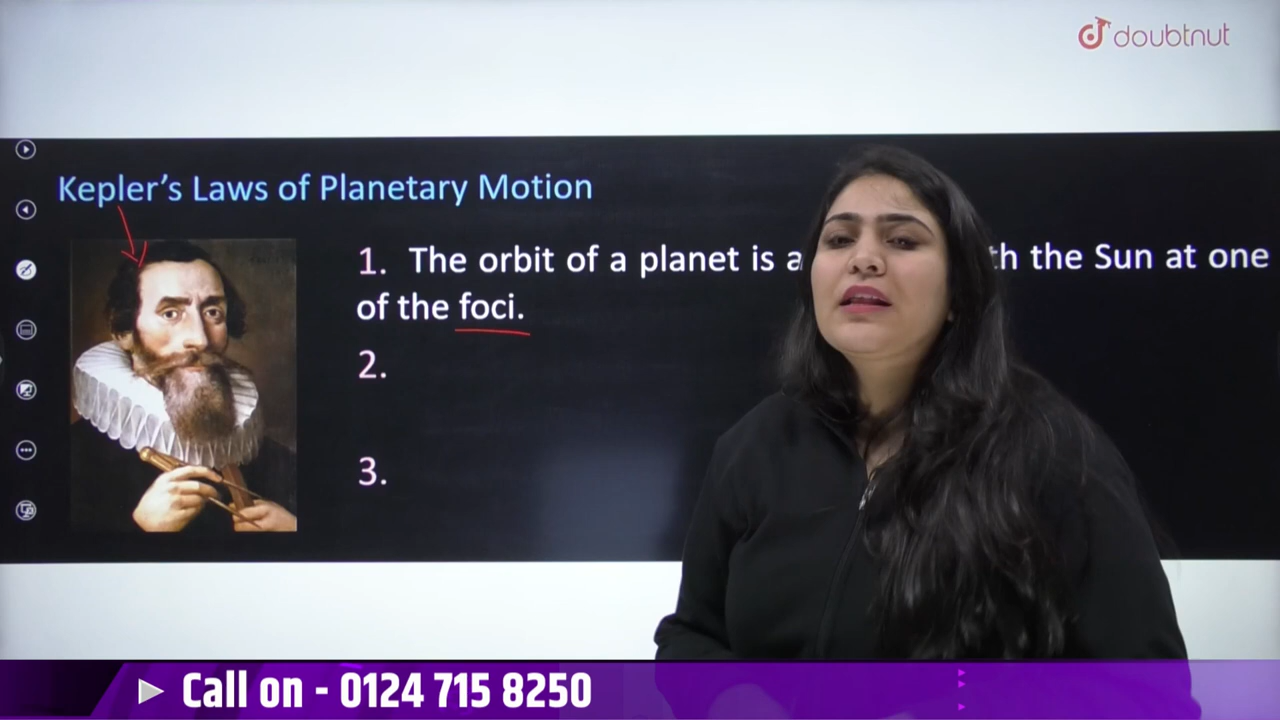 doubtnut
Kepler's Laws of Planetary Motion
1. The orbit of a planet is a th the Sun at one
of the foci.
2.
3.
Call on - 0124 715 8250